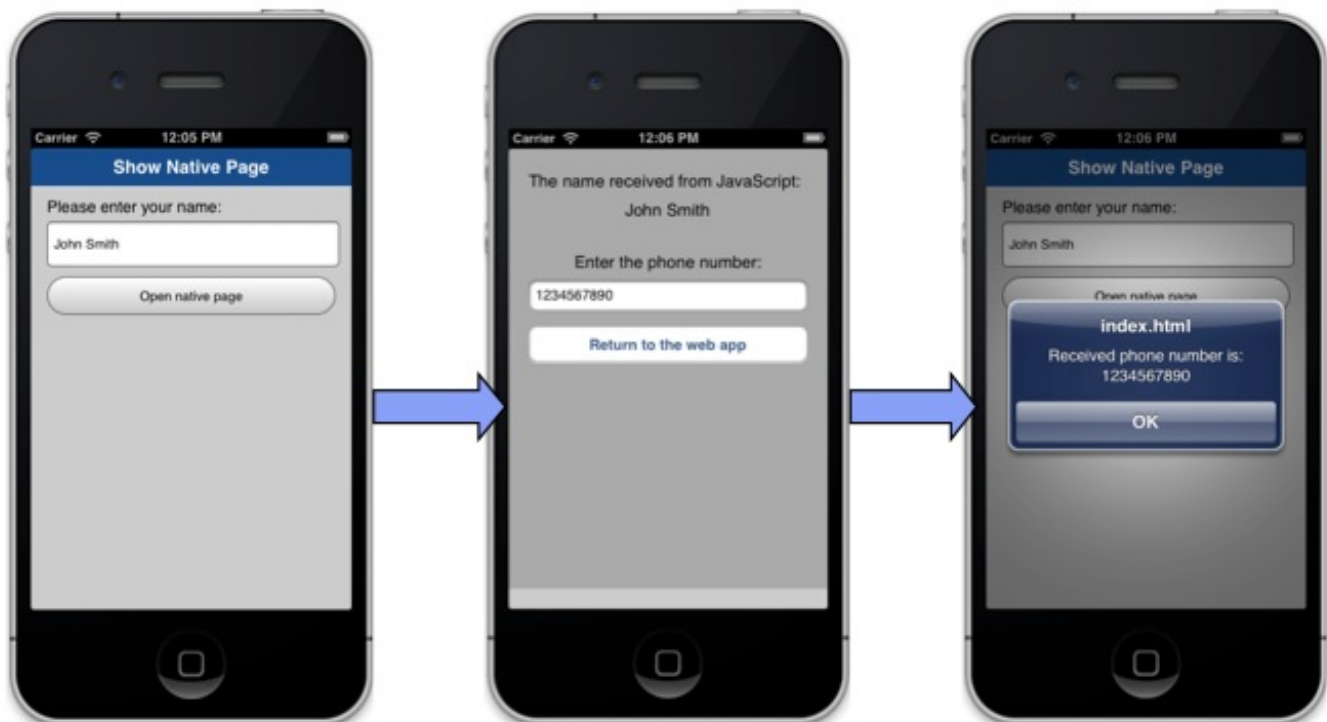 Carrier 12:05 PM
Show Native Page
Please enter your name:
John Smith
Open native page
Carrier 12:06 PM
The name received from JavaScript:
John Smith
Enter the phone number:
1234567890
Return to the web app
Carrier 12:06 PM
Show Native Page
Please enter your name:
John Smith
Open native page
index.html
Received phone number is:
1234567890
OK